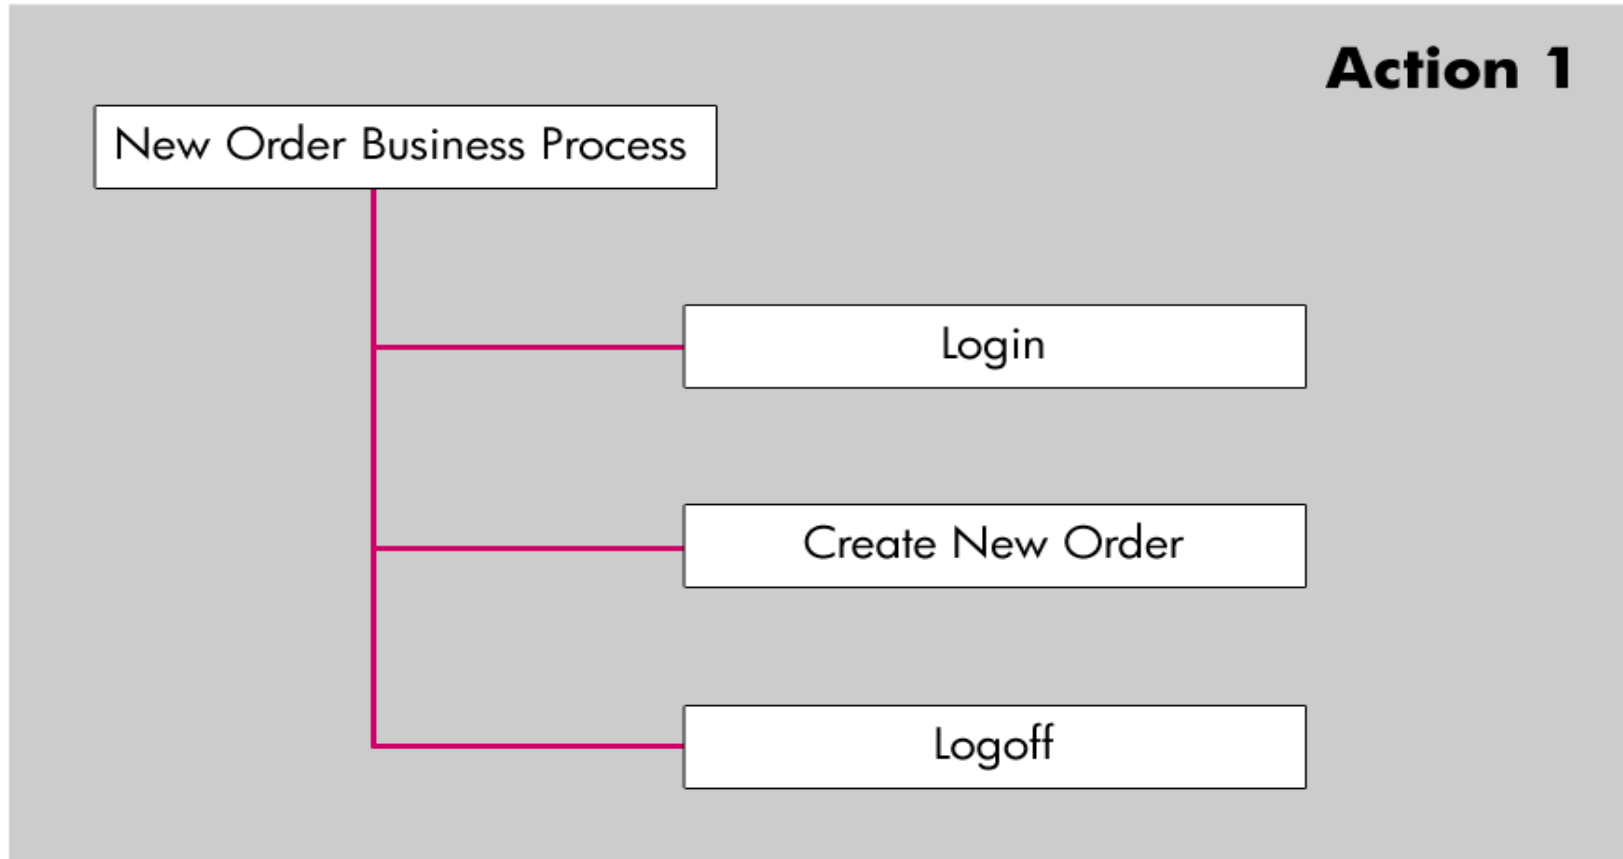 Action 1
New Order Business Process
Login
Create New Order
Logoff